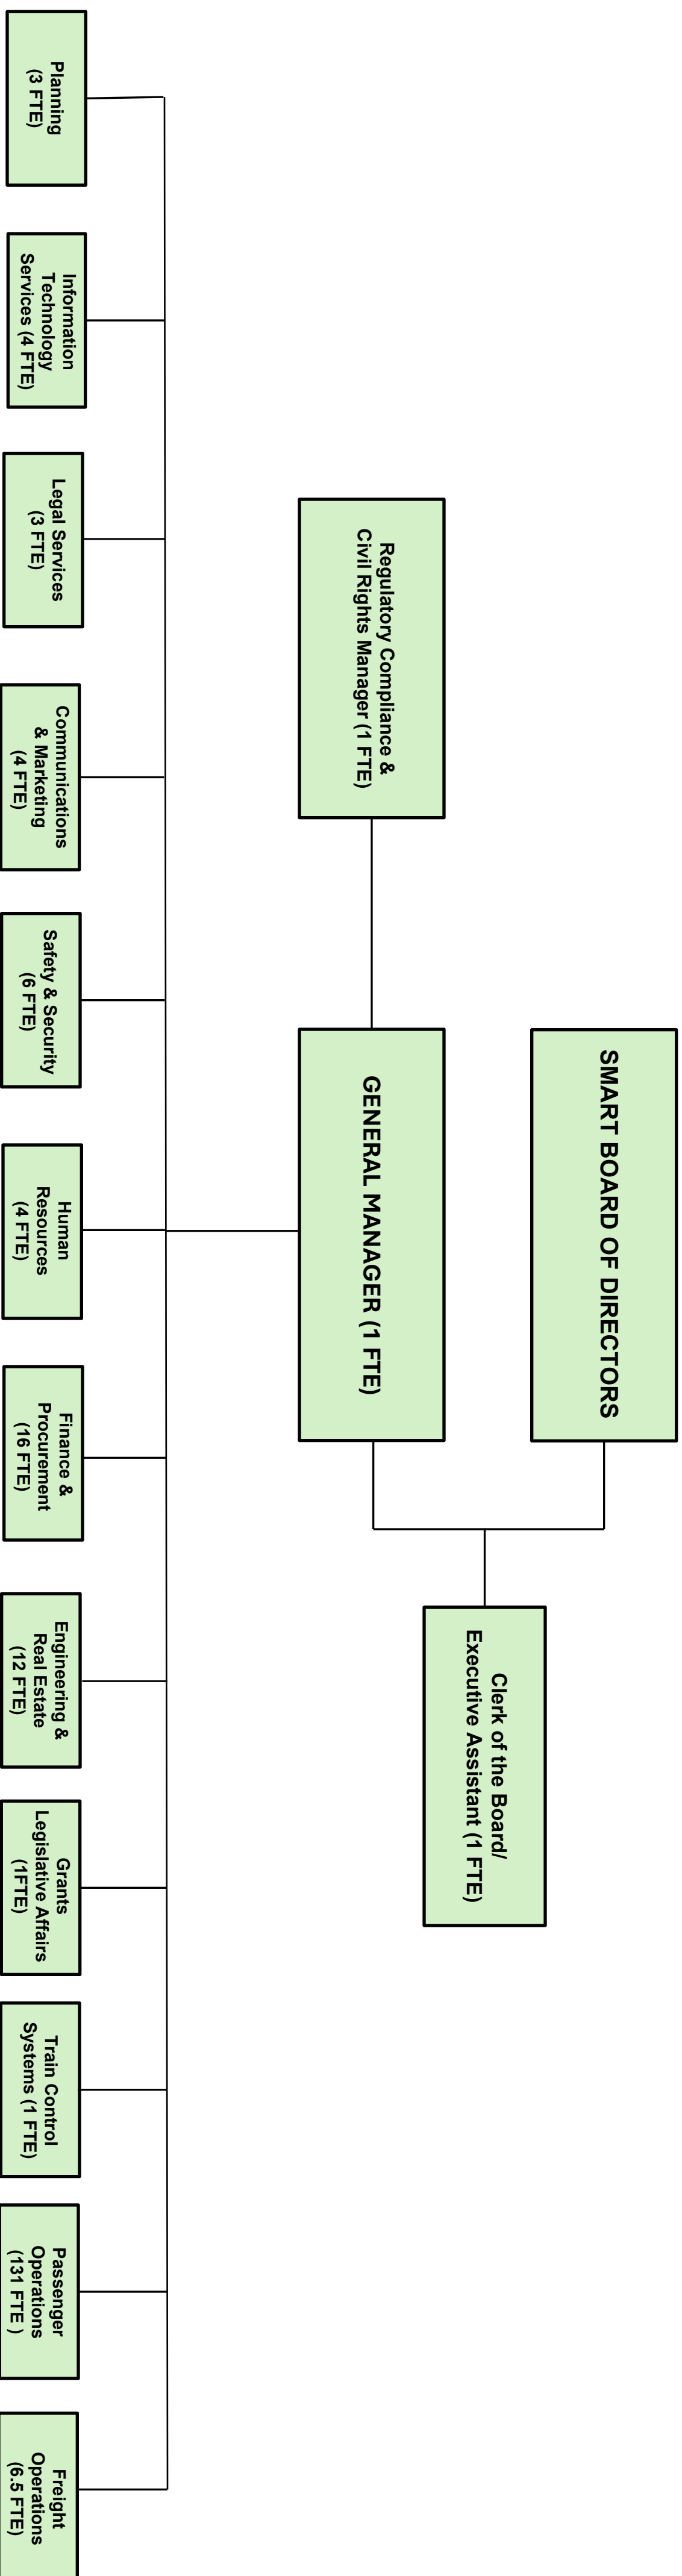 SMART BOARD OF DIRECTORS
Clerk of the Board/
Executive Assistant (1 FTE)
Regulatory Compliance &
Civil Rights Manager (1 FTE)
GENERAL MANAGER (1 FTE)
Planning
(3 FTE)
Information
Technology
Services (4 FTE)
Legal Services
(3 FTE)
Communications
& Marketing
(4 FTE)
Safety & Security
(6 FTE)
Human
Resources
(4 FTE)
Finance &
Procurement
(16 FTE)
Engineering &
Real Estate
(12 FTE)
Grants
Legislative Affairs
(1FTE)
Train Control
Systems (1 FTE)
Passenger
Operations
(131 FTE )
Freight
Operations
(6.5 FTE)